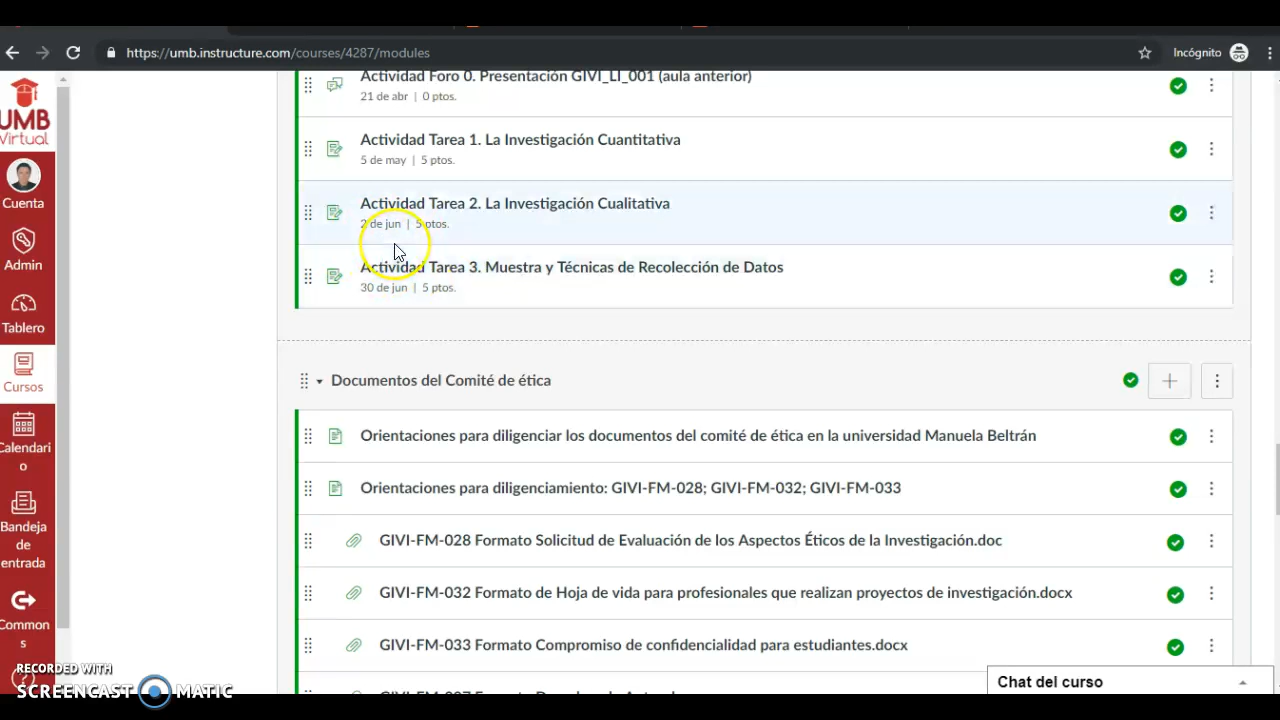 https://umb.instructure.com/courses/4287/modules
Incógnito
UMB
Virtual
Cuenta
Admin
Tablero
Cursos
Calendari
o
Bandeja
de
entrada
Common
s
Actividad Foro 0. Presentación GIVI_LI_001 (aula anterior)
21 de abr | 0 ptos.
Actividad Tarea 1. La Investigación Cuantitativa
5 de may | 5 ptos.
Actividad Tarea 2. La Investigación Cualitativa
2 de jun | 5 ptos.
Actividad Tarea 3. Muestra y Técnicas de Recolección de Datos
30 de jun | 5 ptos.
Documentos del Comité de ética
Orientaciones para diligenciar los documentos del comité de ética en la universidad Manuela Beltrán
Orientaciones para diligenciamiento: GIVI-FM-028; GIVI-FM-032; GIVI-FM-033
GIVI-FM-028 Formato Solicitud de Evaluación de los Aspectos Éticos de la Investigación.doc
GIVI-FM-032 Formato de Hoja de vida para profesionales que realizan proyectos de investigación.docx
GIVI-FM-033 Formato Compromiso de confidencialidad para estudiantes.docx
Chat del curso
RECORDED WITH
SCREENCAST MATIC